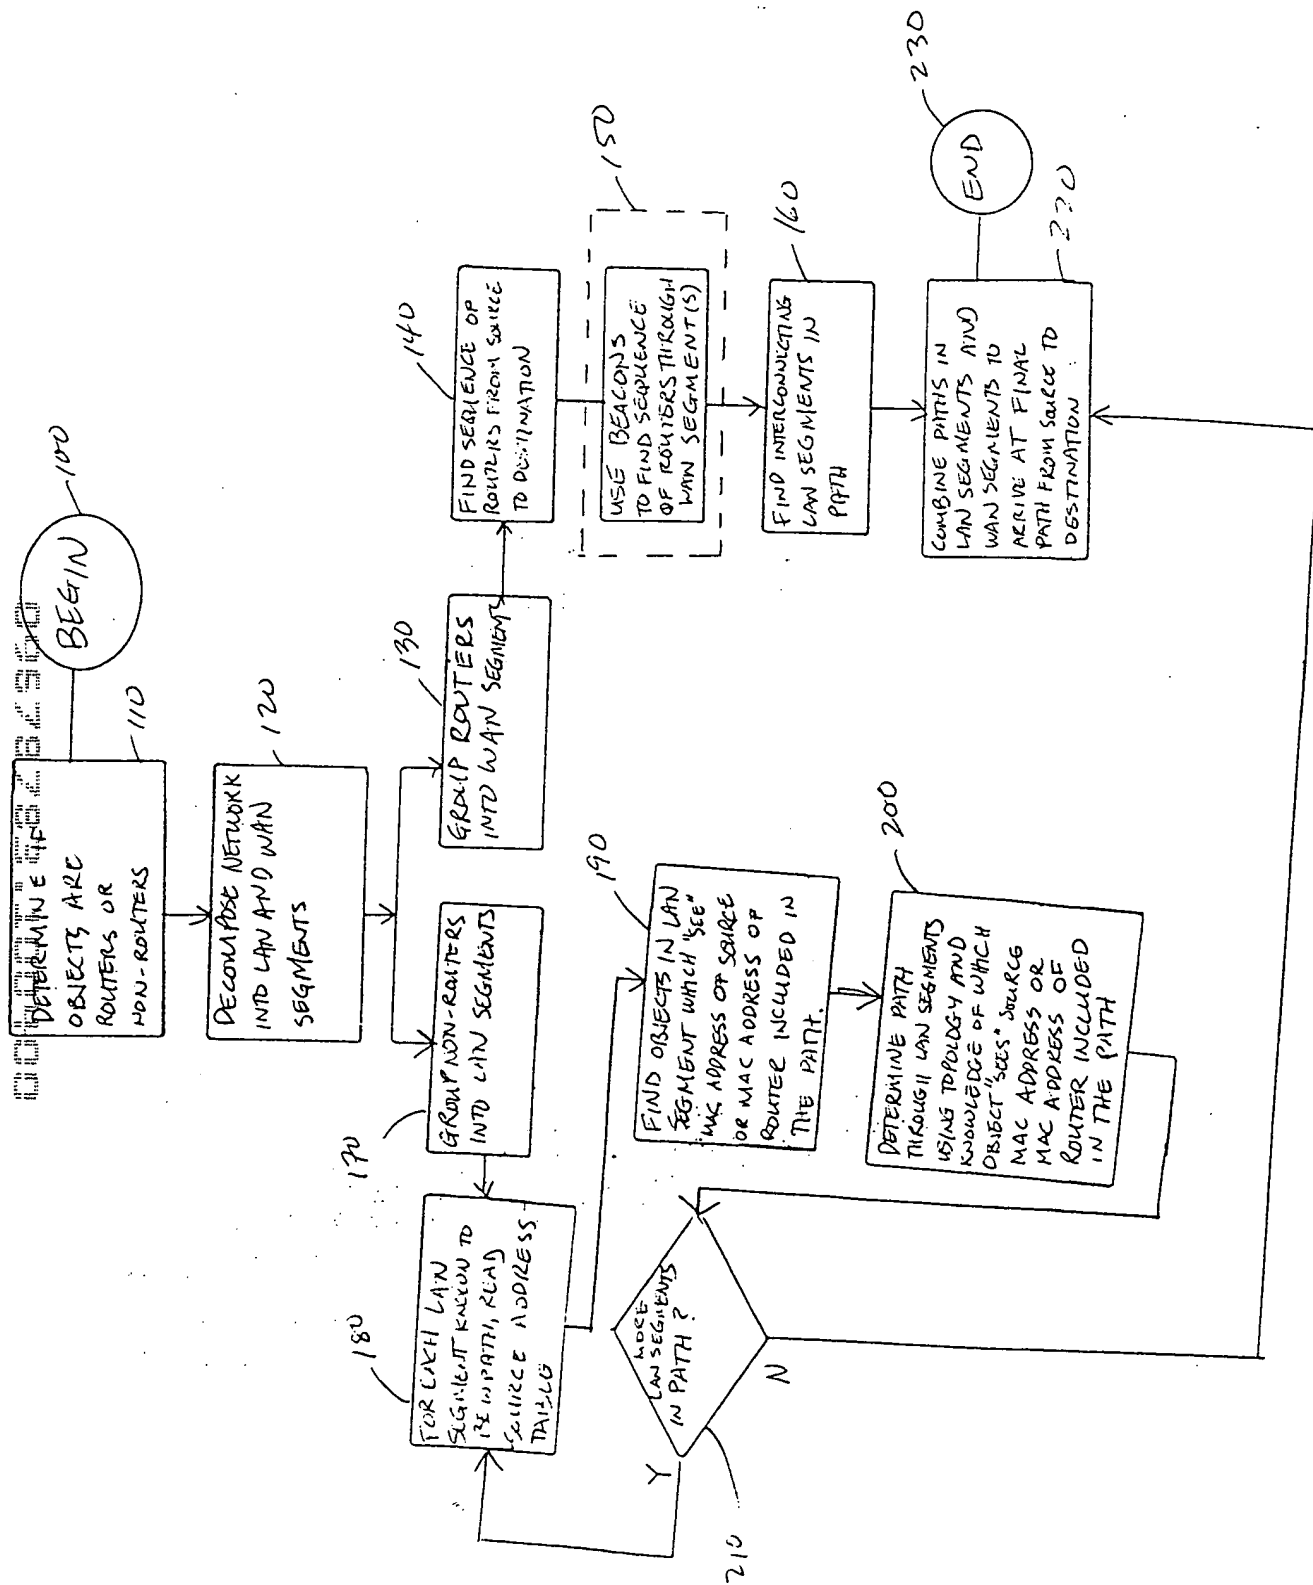 BEGIN
100
DETERMINE IF
OBJECTS ARE
ROUTERS OR
NON-ROUTERS
110
DECOMPOSE NETWORK
INTO LAN AND WAN
SEGMENTS
120
GROUP ROUTERS
INTO WAN SEGMENTS
130
FIND SEQUENCE OF
ROUTERS FROM SOURCE
TO DESTINATION
140
USE BEACONS
TO FIND SEQUENCE
OF ROUTERS THROUGH
WAN SEGMENT(S)
150
FIND INTERCONNECTING
LAN SEGMENTS IN
PATH
160
GROUP NON-ROUTERS
INTO LAN SEGMENTS
170
FOR EACH LAN
SEGMENT KNOWN TO
BE IN PATH, READ
SOURCE ADDRESS
TABLE
180
FIND OBJECTS IN LAN
SEGMENT WHICH "SEE"
MAC ADDRESS OF SOURCE
OR MAC ADDRESS OF
ROUTER INCLUDED IN
THE PATH.
190
DETERMINE PATH
THROUGH LAN SEGMENTS
USING TOPOLOGY AND
KNOWLEDGE OF WHICH
OBJECT "SEES" SOURCE
MAC ADDRESS OR
MAC ADDRESS OF
ROUTER INCLUDED
IN THE PATH
200
MORE
LAN SEGMENTS
IN PATH?
Y
N
210
COMBINE PATHS IN
LAN SEGMENTS AND
WAN SEGMENTS TO
ARRIVE AT FINAL
PATH FROM SOURCE TO
DESTINATION
220
END
230